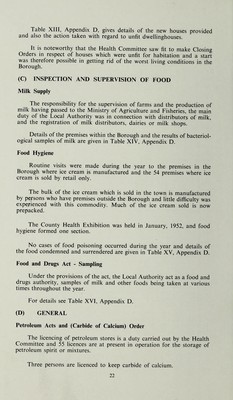 Table XIII, Appendix D, gives details of the new houses provided
and also the action taken with regard to unfit dwellinghouses.
It is noteworthy that the Health Committee saw fit to make Closing
Orders in respect of houses which were unfit for habitation and a start
was therefore possible in getting rid of the worst living conditions in the
Borough.
(C) INSPECTION AND SUPERVISION OF FOOD
Milk Supply
The responsibility for the supervision of farms and the production of
milk having passed to the Ministry of Agriculture and Fisheries, the main
duty of the Local Authority was in connection with distributors of milk,
and the registration of milk distributors, dairies or milk shops.
Details of the premises within the Borough and the results of bacteriol-
ogical samples of milk are given in Table XIV, Appendix D.
Food Hygiene
Routine visits were made during the year to the premises in the
Borough where ice cream is manufactured and the 54 premises where ice
cream is sold by retail only.
The bulk of the ice cream which is sold in the town is manufactured
by persons who have premises outside the Borough and little difficulty was
experienced with this commodity. Much of the ice cream sold is now
prepacked.
The County Health Exhibition was held in January, 1952, and food
hygiene formed one section.
No cases of food poisoning occurred during the year and details of
the food condemned and surrendered are given in Table XV, Appendix D.
Food and Drugs Act - Sampling
Under the provisions of the act, the Local Authority act as a food and
drugs authority, samples of milk and other foods being taken at various
times throughout the year.
For details see Table XVI, Appendix D.
(D) GENERAL
Petroleum Acts and (Carbide of Calcium) Order
The licencing of petroleum stores is a duty carried out by the Health
Committee and 55 licences are at present in operation for the storage of
petroleum spirit or mixtures.
Three persons are licenced to keep carbide of calcium.
22